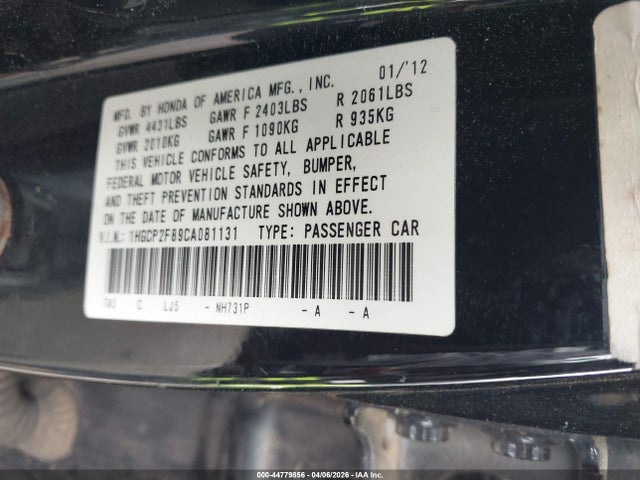 MFD. BY HONDA OF AMERICA MFG., INC. 01/'12
GVWR 4431LBS GAWR F 2403LBS R 2061LBS
GVWR 2010KG GAWR F 1090KG R 935KG
THIS VEHICLE CONFORMS TO ALL APPLICABLE
FEDERAL MOTOR VEHICLE SAFETY, BUMPER,
AND THEFT PREVENTION STANDARDS IN EFFECT
ON THE DATE OF MANUFACTURE SHOWN ABOVE.
V.I.N.: 1HGCP2F89CA081131 TYPE: PASSENGER CAR
TA5 C - LJ5 - NH731P - A - A
000-44779856 04/06/2026 IAA Inc.